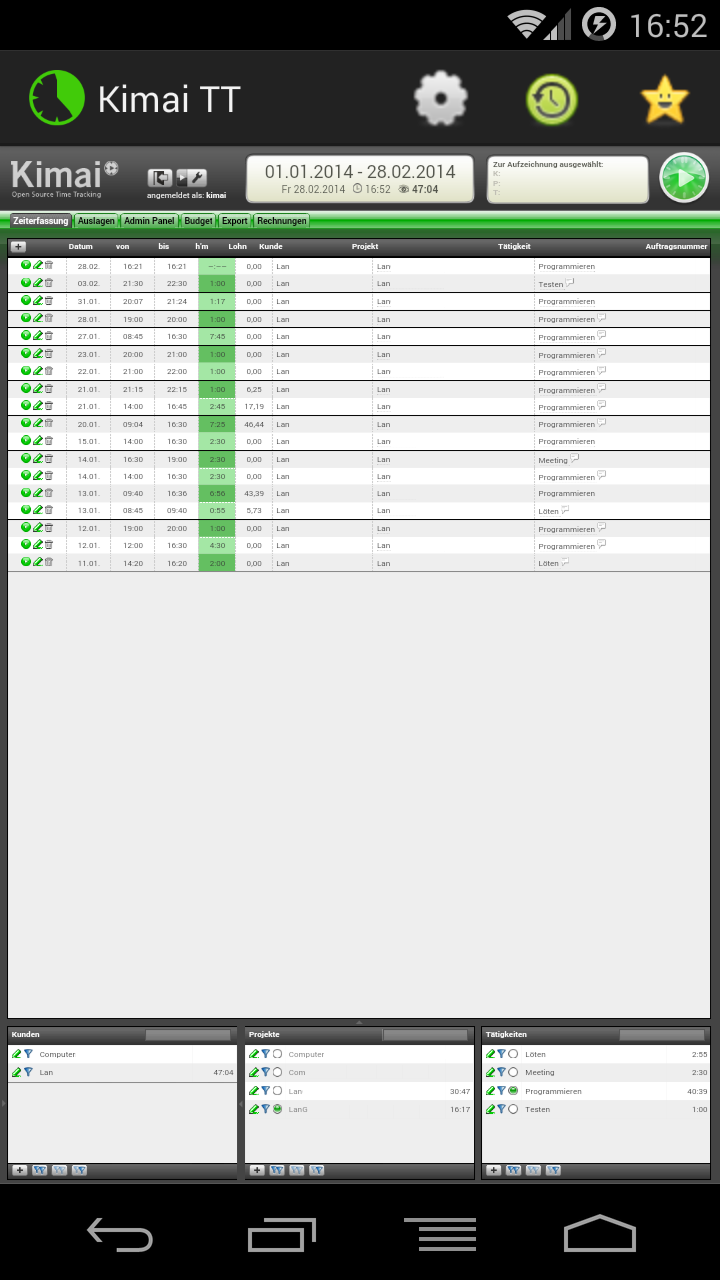 16:52
Kimai TT
Kimai
Open Source Time Tracking
angemeldet als: kimai
01.01.2014 - 28.02.2014
Fr 28.02.2014 16:52 47:04
Zur Aufzeichnung ausgewählt:
K:
P:
T:
Zeiterfassung Auslagen Admin Panel Budget Export Rechnungen
+ Datum von bis h'm Lohn Kunde Projekt Tätigkeit Auftragsnummer
28.02. 16:21 16:21 –:–– 0,00 Lan Lan Programmieren
03.02. 21:30 22:30 1:00 0,00 Lan Lan Testen
31.01. 20:07 21:24 1:17 0,00 Lan Lan Programmieren
28.01. 19:00 20:00 1:00 0,00 Lan Lan Programmieren
27.01. 08:45 16:30 7:45 0,00 Lan Lan Programmieren
23.01. 20:00 21:00 1:00 0,00 Lan Lan Programmieren
22.01. 21:00 22:00 1:00 0,00 Lan Lan Programmieren
21.01. 21:15 22:15 1:00 6,25 Lan Lan Programmieren
21.01. 14:00 16:45 2:45 17,19 Lan Lan Programmieren
20.01. 09:04 16:30 7:25 46,44 Lan Lan Programmieren
15.01. 14:00 16:30 2:30 0,00 Lan Lan Programmieren
14.01. 16:30 19:00 2:30 0,00 Lan Lan Meeting
14.01. 14:00 16:30 2:30 0,00 Lan Lan Programmieren
13.01. 09:40 16:36 6:56 43,39 Lan Lan Programmieren
13.01. 08:45 09:40 0:55 5,73 Lan Lan Löten
12.01. 19:00 20:00 1:00 0,00 Lan Lan Programmieren
12.01. 12:00 16:30 4:30 0,00 Lan Lan Programmieren
11.01. 14:20 16:20 2:00 0,00 Lan Lan Löten
Kunden
Computer
Lan 47:04
+
Projekte
Computer
Com
Lan 30:47
LanG 16:17
+
Tätigkeiten
Löten 2:55
Meeting 2:30
Programmieren 40:39
Testen 1:00
+